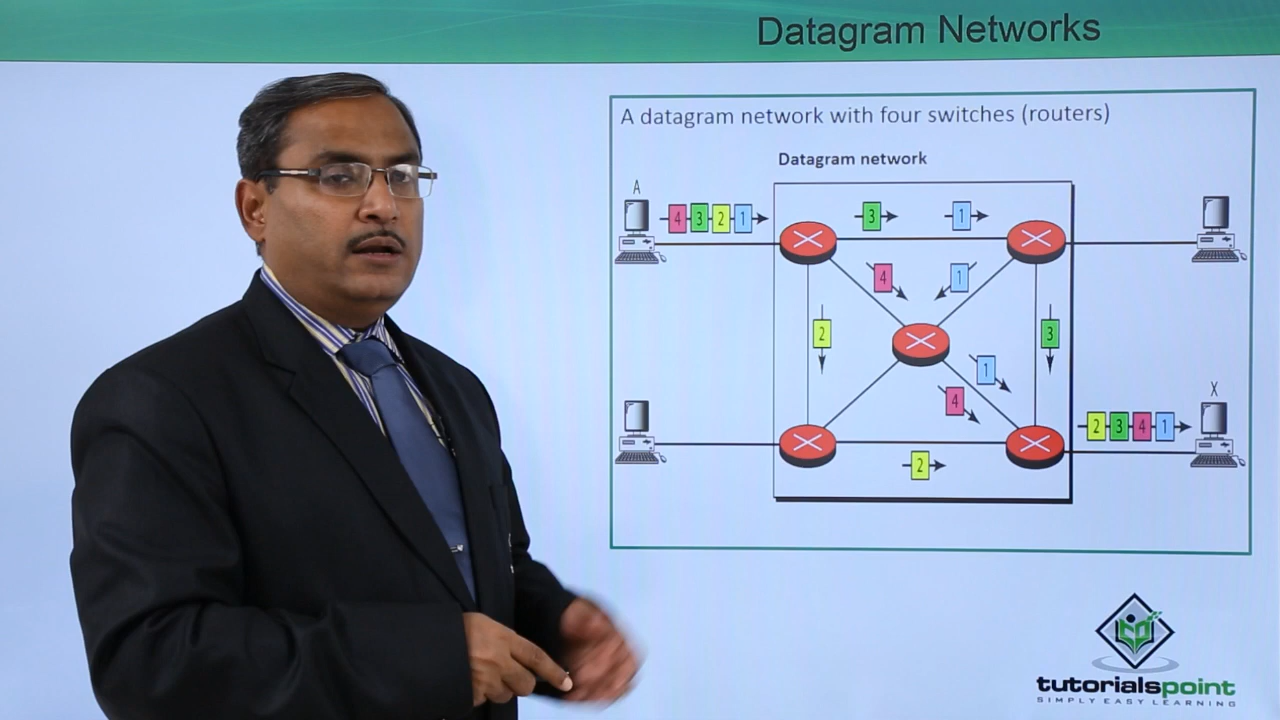 Datagram Networks
A datagram network with four switches (routers)
Datagram network
A
4 3 2 1
3
1
4
1
2
3
1
4
X
2 3 4 1
2
tutorialspoint
SIMPLY EASY LEARNING